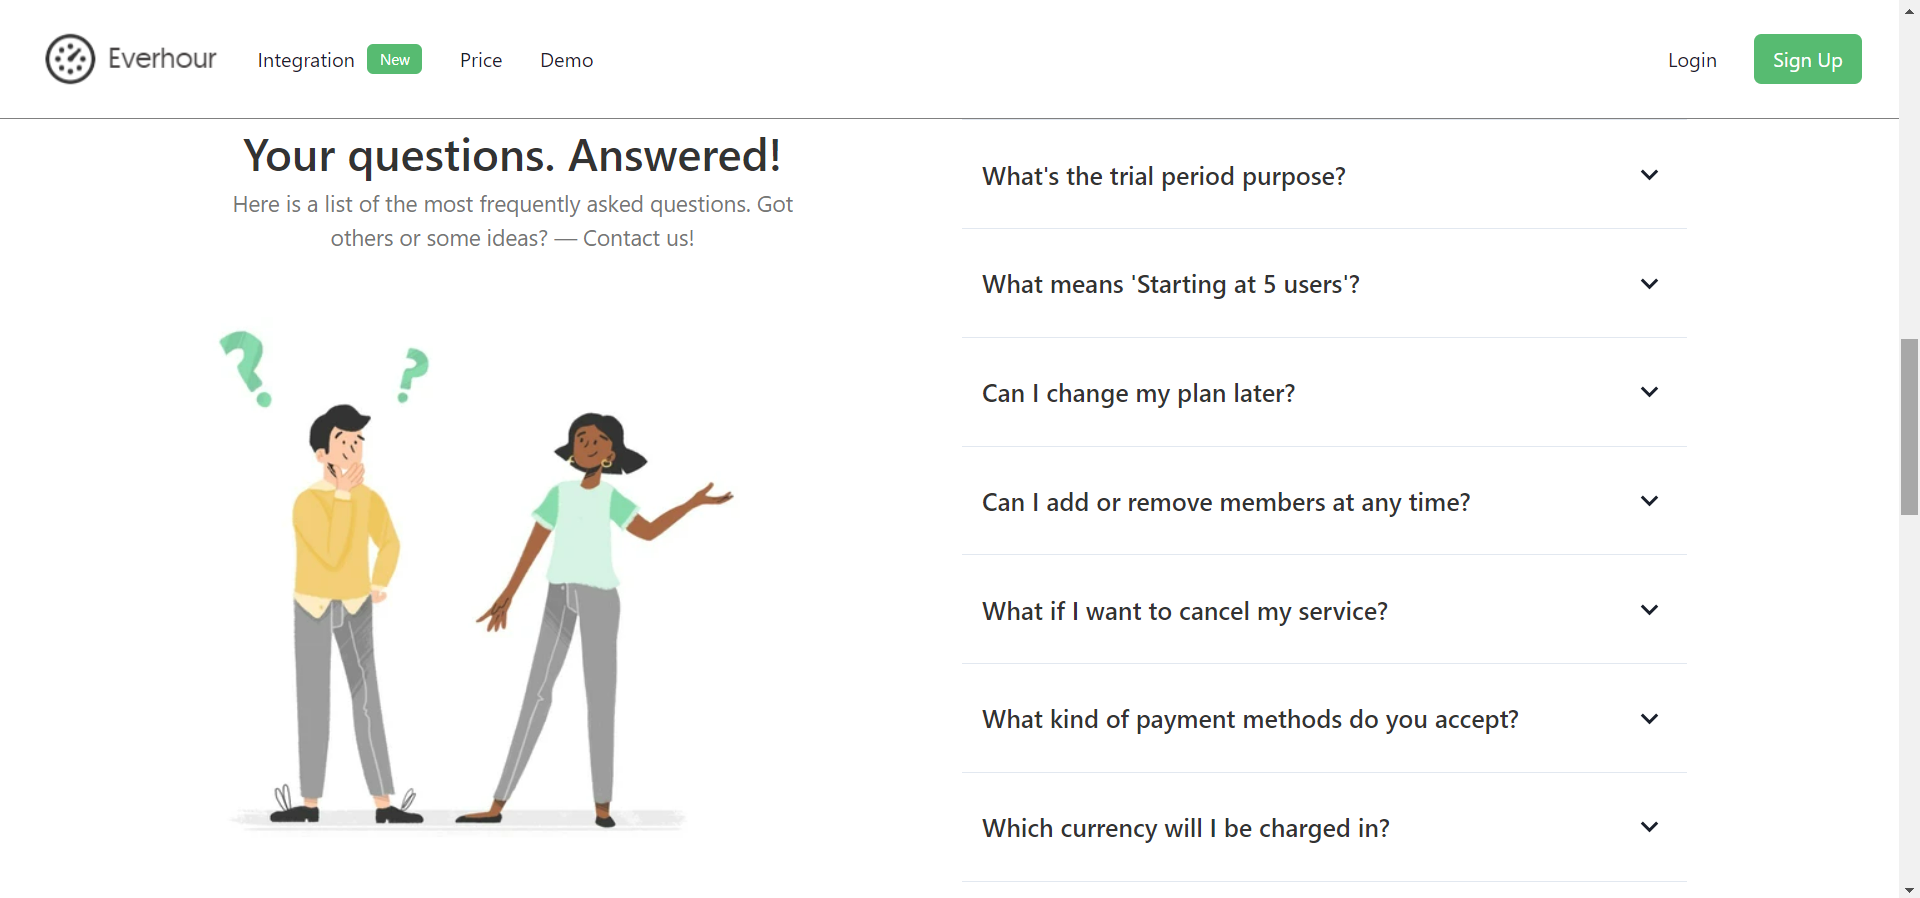 Everhour
Integration New Price Demo
Login Sign Up
Your questions. Answered!
Here is a list of the most frequently asked questions. Got
others or some ideas? — Contact us!
What's the trial period purpose?
What means 'Starting at 5 users'?
Can I change my plan later?
Can I add or remove members at any time?
What if I want to cancel my service?
What kind of payment methods do you accept?
Which currency will I be charged in?